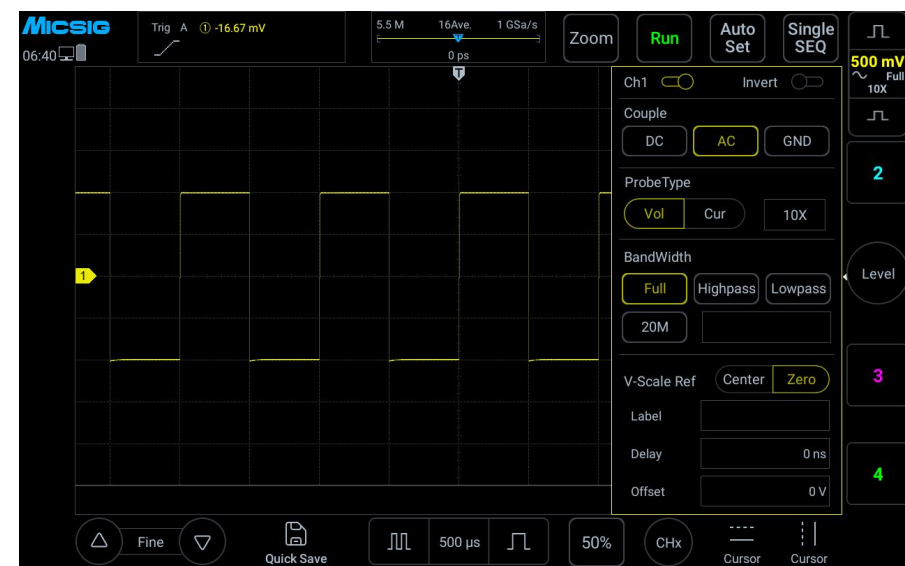 Micsig
Trig A ① -16.67 mV
5.5 M 16Ave. 1 GSa/s
0 ps
T
Zoom
Run
Auto
Set
Single
SEQ
06:40
500 mV
Full
10X
Ch1
Invert
Couple
DC AC GND
ProbeType
Vol Cur 10X
BandWidth
Full Highpass Lowpass
20M
V-Scale Ref Center Zero
Label
Delay 0 ns
Offset 0 V
1
2
Level
3
4
Fine
Quick Save
500 µs
50%
CHx
Cursor
Cursor